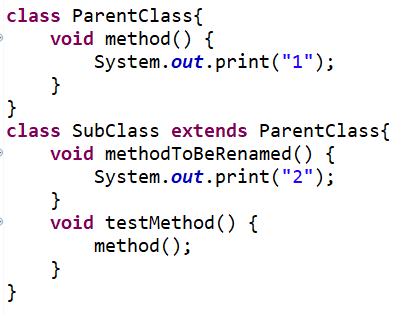 class ParentClass{
    void method() {
        System.out.print("1");
    }
}
class SubClass extends ParentClass{
    void methodToBeRenamed() {
        System.out.print("2");
    }
    void testMethod() {
        method();
    }
}